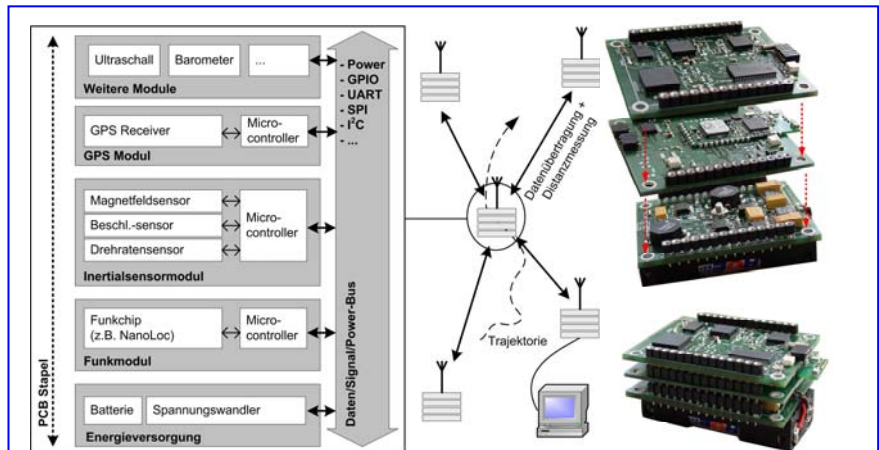 PCB Stapel
Ultraschall
Barometer
...
Weitere Module
GPS Receiver
Micro-
controller
GPS Modul
Magnetfeldsensor
Beschl.-sensor
Drehratensensor
Micro-
controller
Inertialsensormodul
Funkchip
(z.B. NanoLoc)
Micro-
controller
Funkmodul
Batterie
Spannungswandler
Energieversorgung
- Power
- GPIO
- UART
- SPI
- I²C
- ...
Daten/Signal/Power-Bus
Datenübertragung +
Distanzmessung
Trajektorie